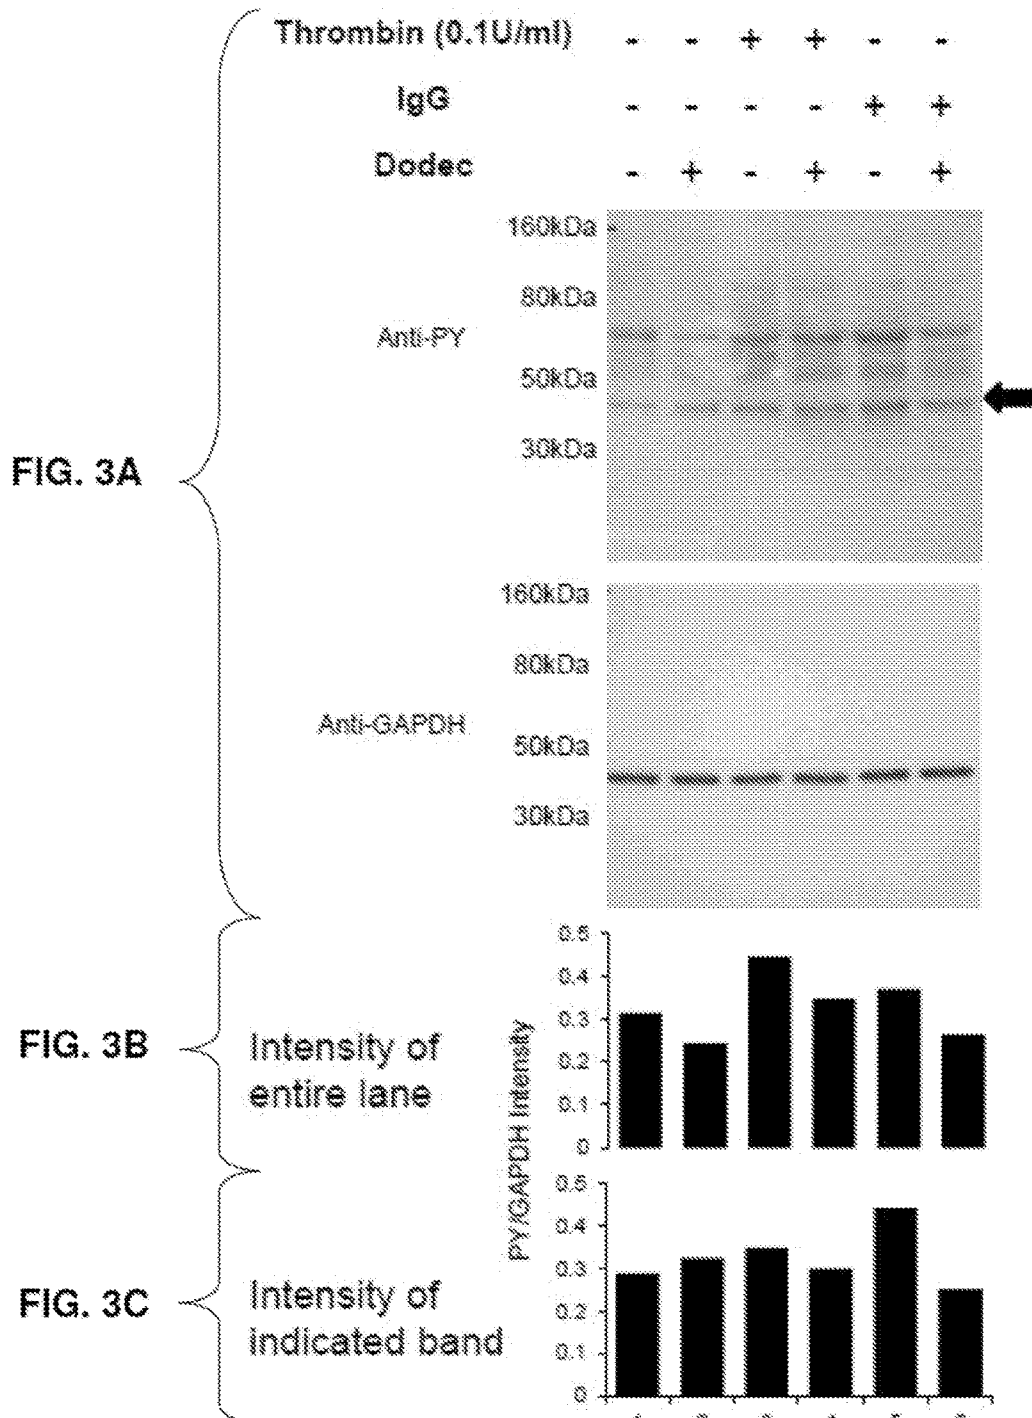 Thrombin (0.1U/ml) - - + + - -
IgG - - - - + +
Dodec - + - + - +
160kDa
80kDa
Anti-PY
50kDa
30kDa
FIG. 3A
160kDa
80kDa
Anti-GAPDH
50kDa
30kDa
FIG. 3B
Intensity of
entire lane
PY/GAPDH Intensity
0.5
0.4
0.3
0.2
0.1
0
FIG. 3C
Intensity of
indicated band
0.5
0.4
0.3
0.2
0.1
0